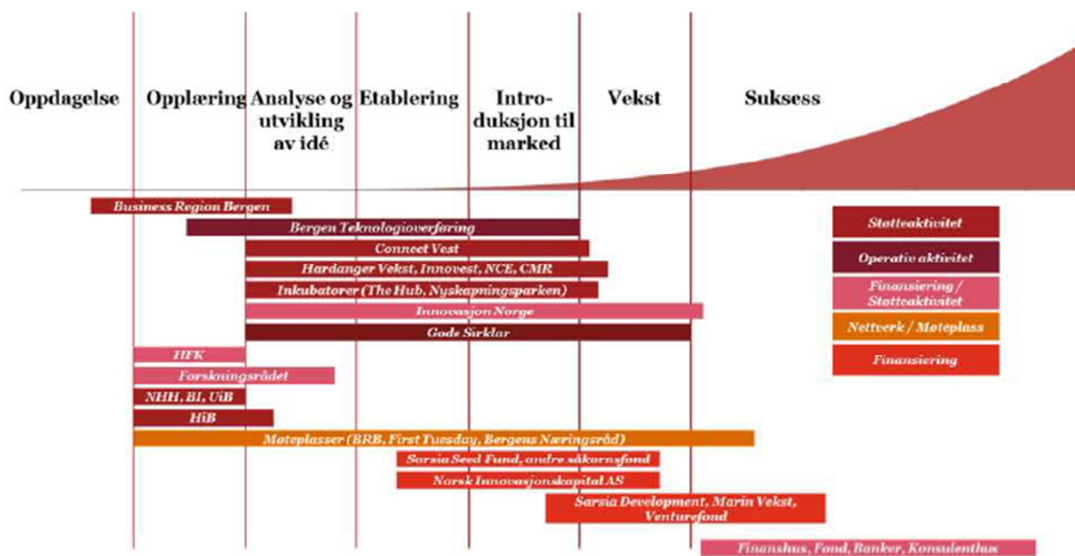 Oppdagelse
Opplæring
Analyse og
utvikling
av idé
Etablering
Intro-
duksjon til
marked
Vekst
Suksess
Business Region Bergen
Bergen Teknologioverføring
Connect Vest
Hardanger Vekst, Innovest, NCE, CMR
Inkubatorer (The Hub, Nyskapningsparken)
Innovasjon Norge
Gode Sirklar
HFK
Forskningsrådet
NHH, BI, UiB
HiB
Møteplasser (BRB, First Tuesday, Bergens Næringsråd)
Sarsia Seed Fund, andre såkornsfond
Norsk Innovasjonskapital AS
Sarsia Development, Marin Vekst,
Venturefond
Finanshus, Fond, Banker, Konsulenthus
Støtteaktivitet
Operativ aktivitet
Finansiering /
Støtteaktivitet
Nettverk / Møteplass
Finansiering